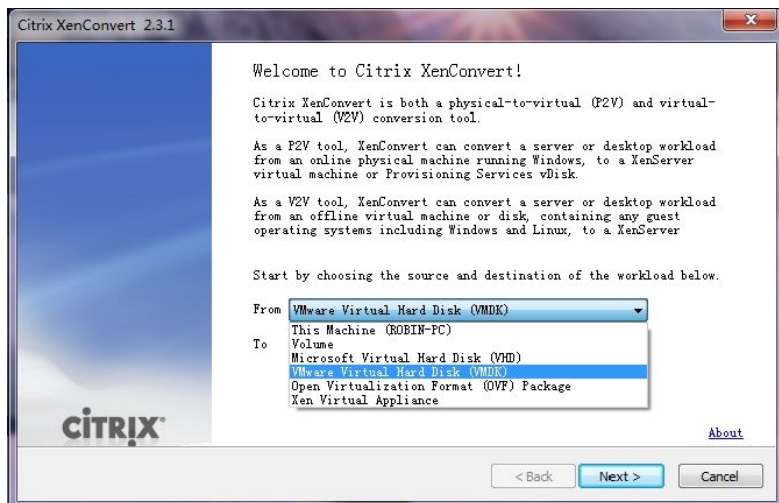 Citrix XenConvert 2.3.1
Welcome to Citrix XenConvert!
Citrix XenConvert is both a physical-to-virtual (P2V) and virtual-
to-virtual (V2V) conversion tool.
As a P2V tool, XenConvert can convert a server or desktop workload
from an online physical machine running Windows, to a XenServer
virtual machine or Provisioning Services vDisk.
As a V2V tool, XenConvert can convert a server or desktop workload
from an offline virtual machine or disk, containing any guest
operating systems including Windows and Linux, to a XenServer
Start by choosing the source and destination of the workload below.
From VMware Virtual Hard Disk (VMDK)
This Machine (ROBIN-PC)
To Volume
Microsoft Virtual Hard Disk (VHD)
VMware Virtual Hard Disk (VMDK)
Open Virtualization Format (OVF) Package
Xen Virtual Appliance
CITRIX
About
< Back Next > Cancel